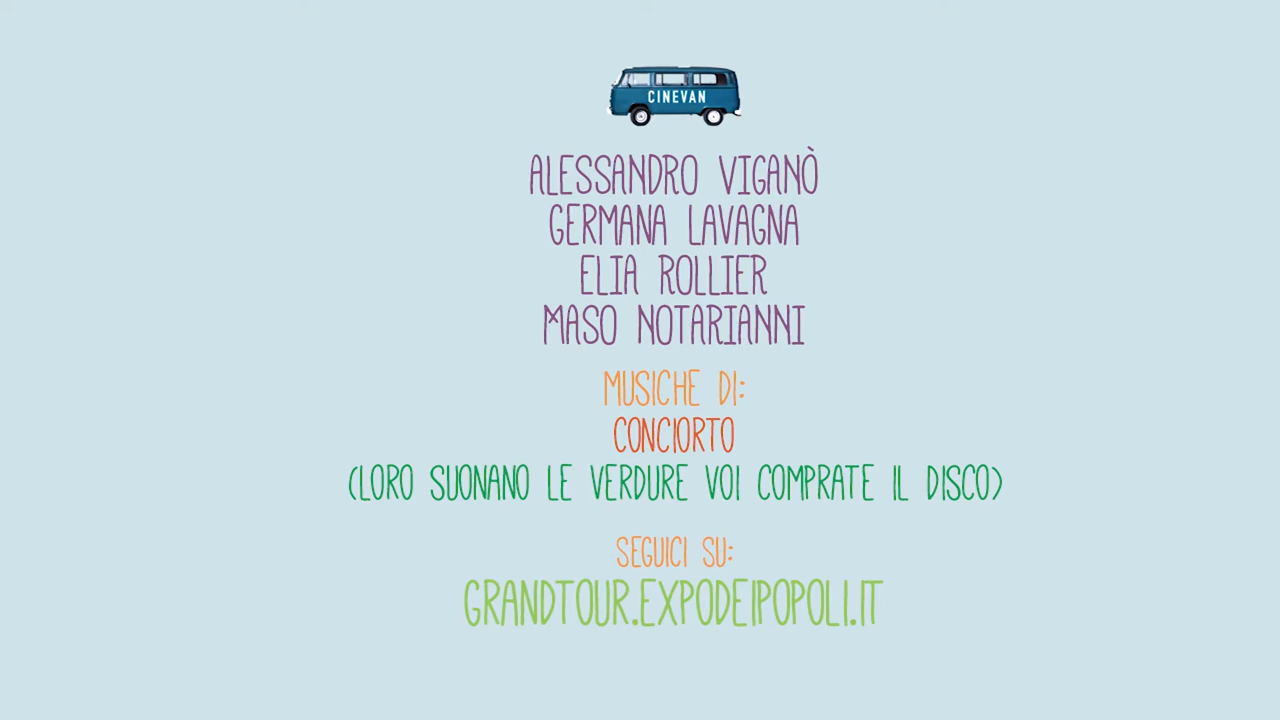 CINEVAN
ALESSANDRO VIGANÒ
GERMANA LAVAGNA
ELIA ROLLIER
MASO NOTARIANNI
MUSICHE DI:
CONCIORTO
(LORO SUONANO LE VERDURE VOI COMPRATE IL DISCO)
SEGUICI SU:
GRANDTOUR.EXPODEIPOPOLI.IT